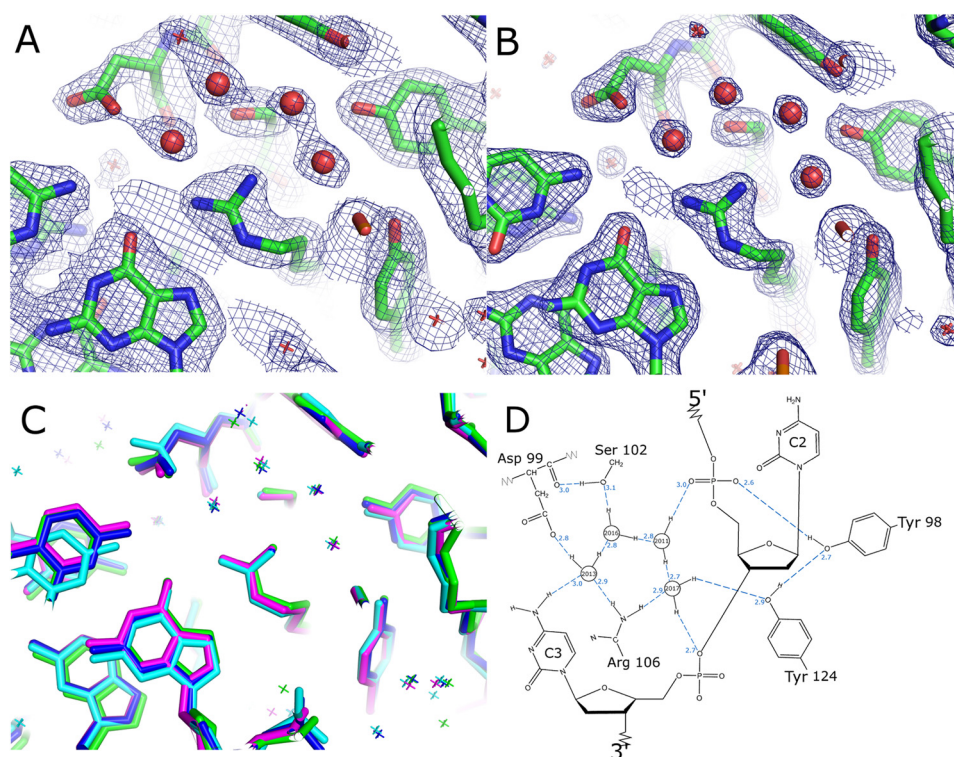 A
B
C
D
5'
H₂N
C2
N
O
N
Asp 99
Ser 102
CH₂
O
H
O
3.0
3.1
H
O
2.8
H
2016
H
2.8
2011
2.8
H
H
2013
3.0
2.9
H
H
3.0
O
P
O
2.6
O
O
O
Tyr 98
H
O
2.7
2.7
H
2017
H
2.9
H
H
O
2.9
Tyr 124
H
N
H
N
C
N
Arg 106
2.7
O
N
C3
O
N
O
O
P
O
O
3'